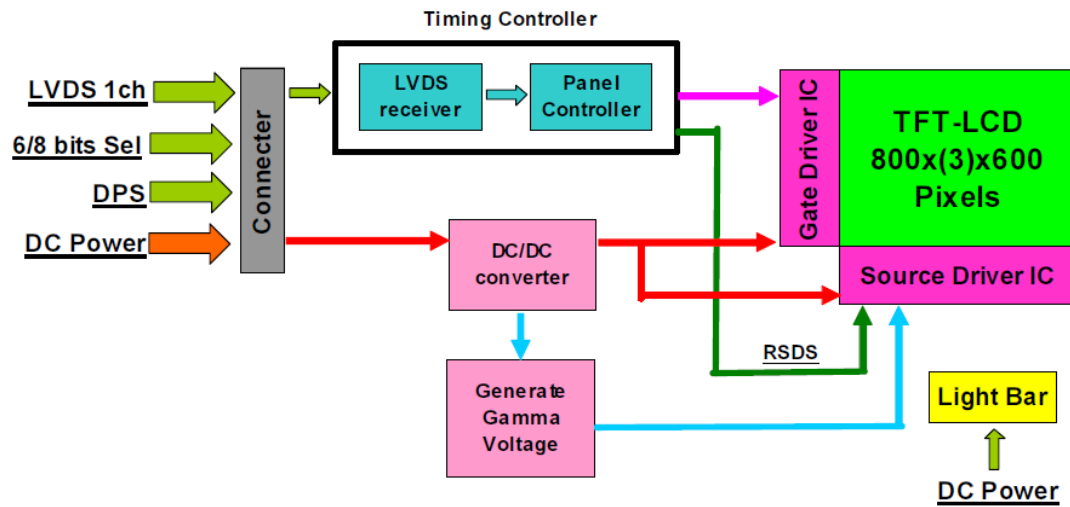 Timing Controller
LVDS 1ch
6/8 bits Sel
DPS
DC Power
Connecter
LVDS
receiver
Panel
Controller
Gate Driver IC
TFT-LCD
800x(3)x600
Pixels
DC/DC
converter
Source Driver IC
RSDS
Generate
Gamma
Voltage
Light Bar
DC Power